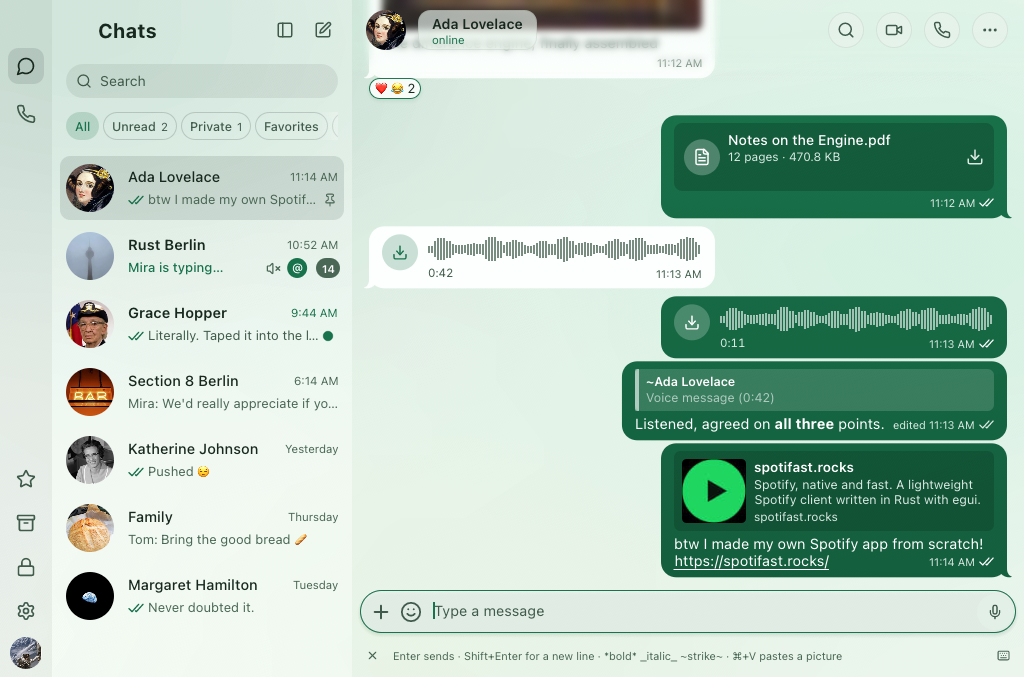 Chats
Search
All
Unread 2
Private 1
Favorites
Ada Lovelace
11:14 AM
btw I made my own Spotif...
Rust Berlin
10:52 AM
Mira is typing...
@
14
Grace Hopper
9:44 AM
Literally. Taped it into the l...
Section 8 Berlin
6:14 AM
Mira: We'd really appreciate if yo...
BAR
Katherine Johnson
Yesterday
Pushed 😉
Family
Thursday
Tom: Bring the good bread 🥖
Margaret Hamilton
Tuesday
Never doubted it.
Ada Lovelace
online
finally assembled
11:12 AM
❤️ 😂 2
Notes on the Engine.pdf
12 pages · 470.8 KB
11:12 AM
0:42
11:13 AM
0:11
11:13 AM
~Ada Lovelace
Voice message (0:42)
Listened, agreed on all three points.
edited 11:13 AM
spotifast.rocks
Spotify, native and fast. A lightweight
Spotify client written in Rust with egui.
spotifast.rocks
btw I made my own Spotify app from scratch!
https://spotifast.rocks/
11:14 AM
Type a message
Enter sends · Shift+Enter for a new line · *bold* _italic_ ~strike~ · ⌘+V pastes a picture